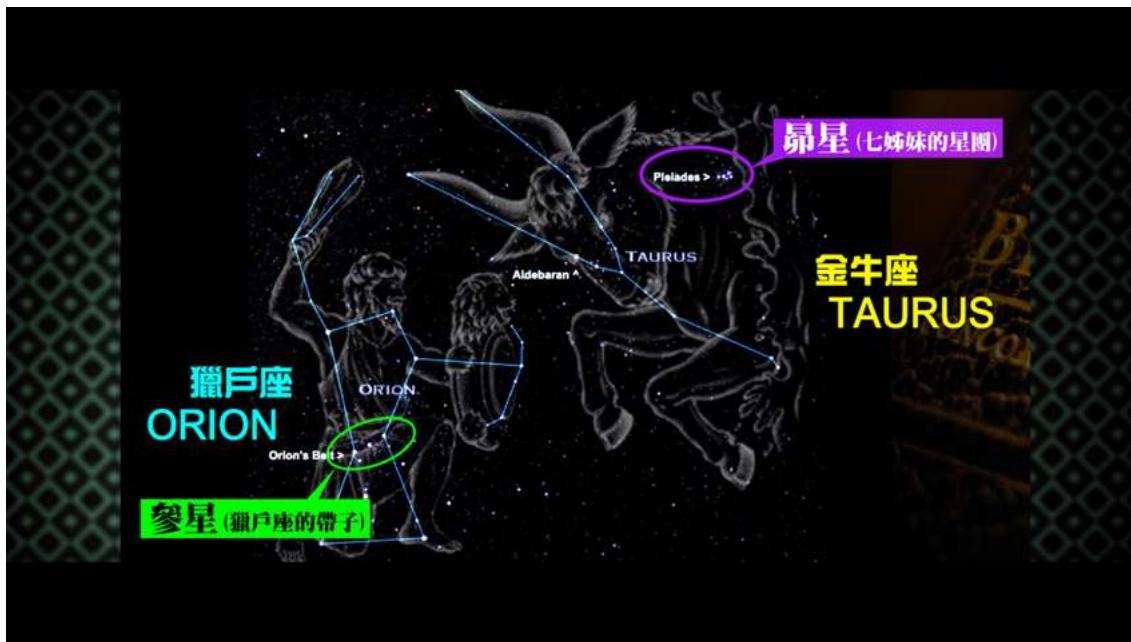 昴星 (七姊妹的星團)
Pleiades >
TAURUS
Aldebaran ^
金牛座
TAURUS
獵戶座
ORION
ORION
Orion's Belt >
參星 (獵戶座的帶子)